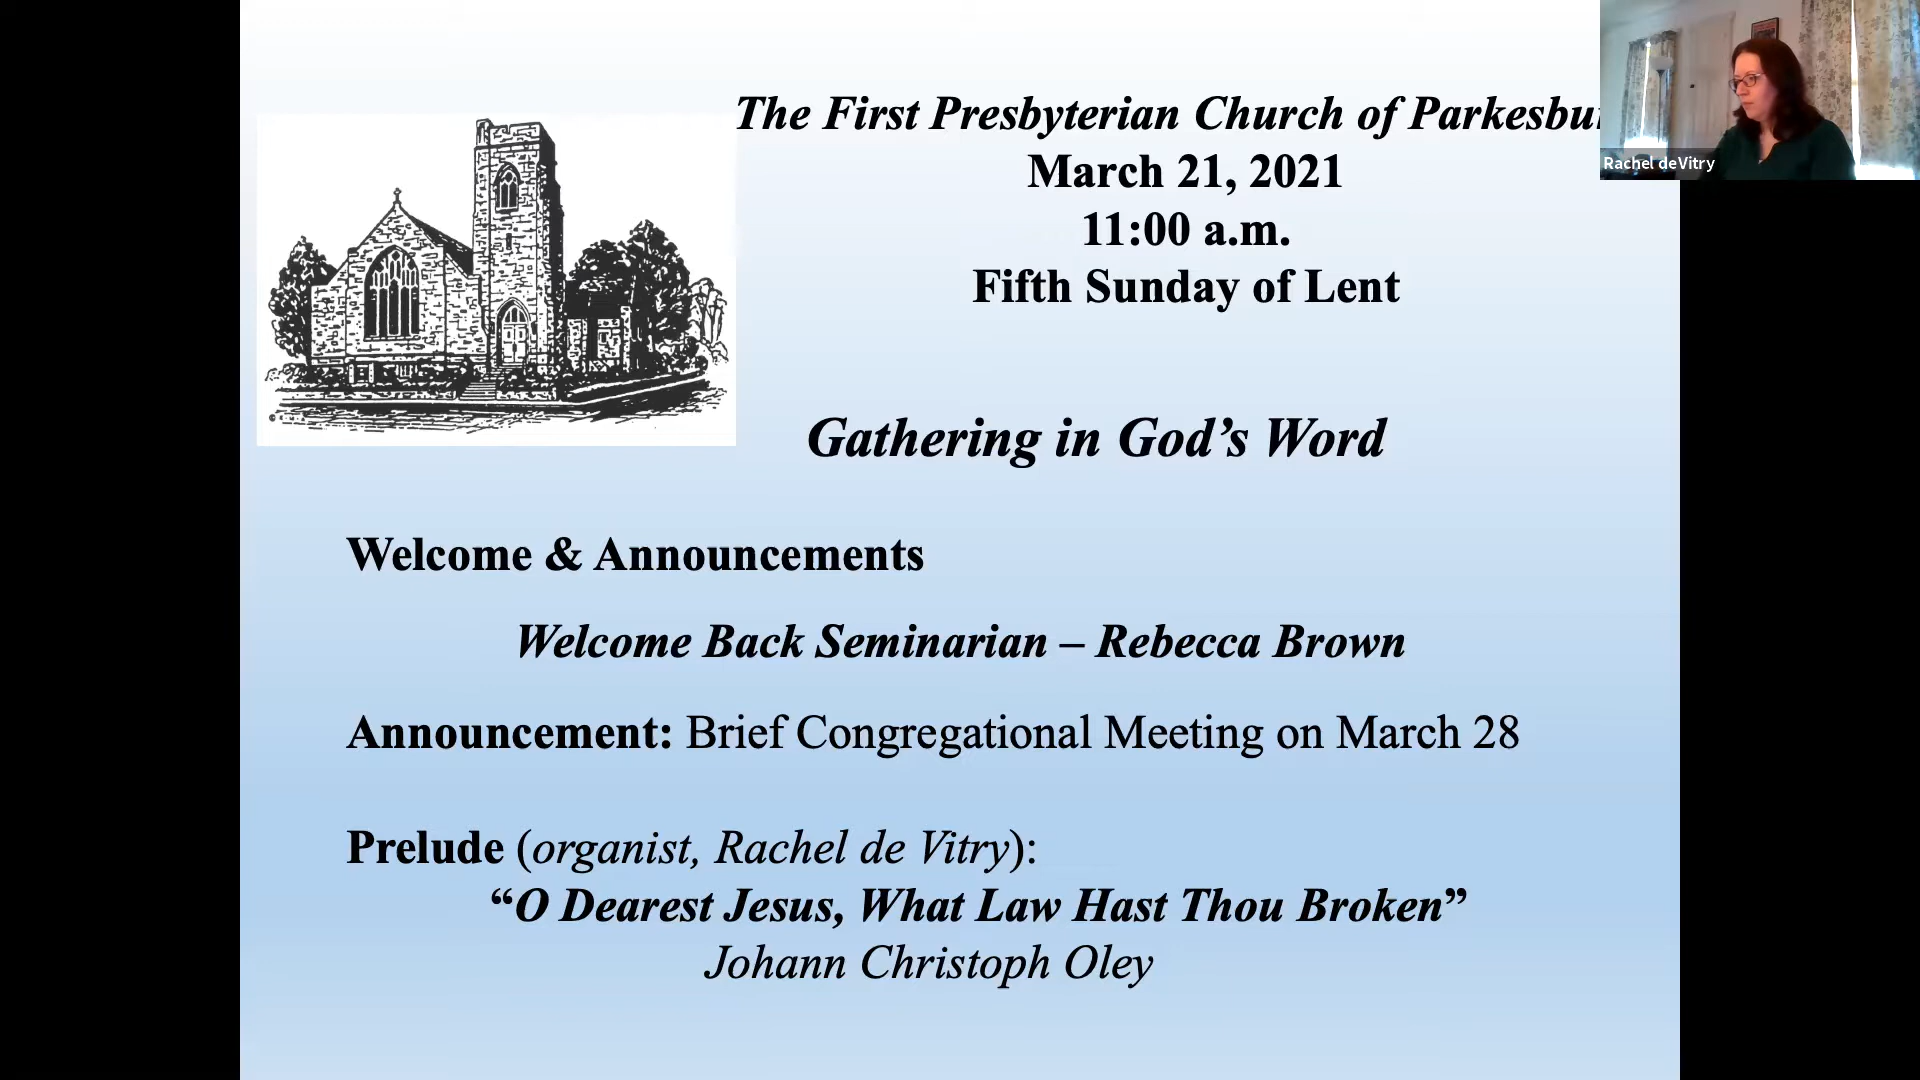 The First Presbyterian Church of Parkesbu
March 21, 2021
11:00 a.m.
Fifth Sunday of Lent
Rachel deVitry
Gathering in God’s Word
Welcome & Announcements
Welcome Back Seminarian – Rebecca Brown
Announcement: Brief Congregational Meeting on March 28
Prelude (organist, Rachel de Vitry):
“O Dearest Jesus, What Law Hast Thou Broken”
Johann Christoph Oley